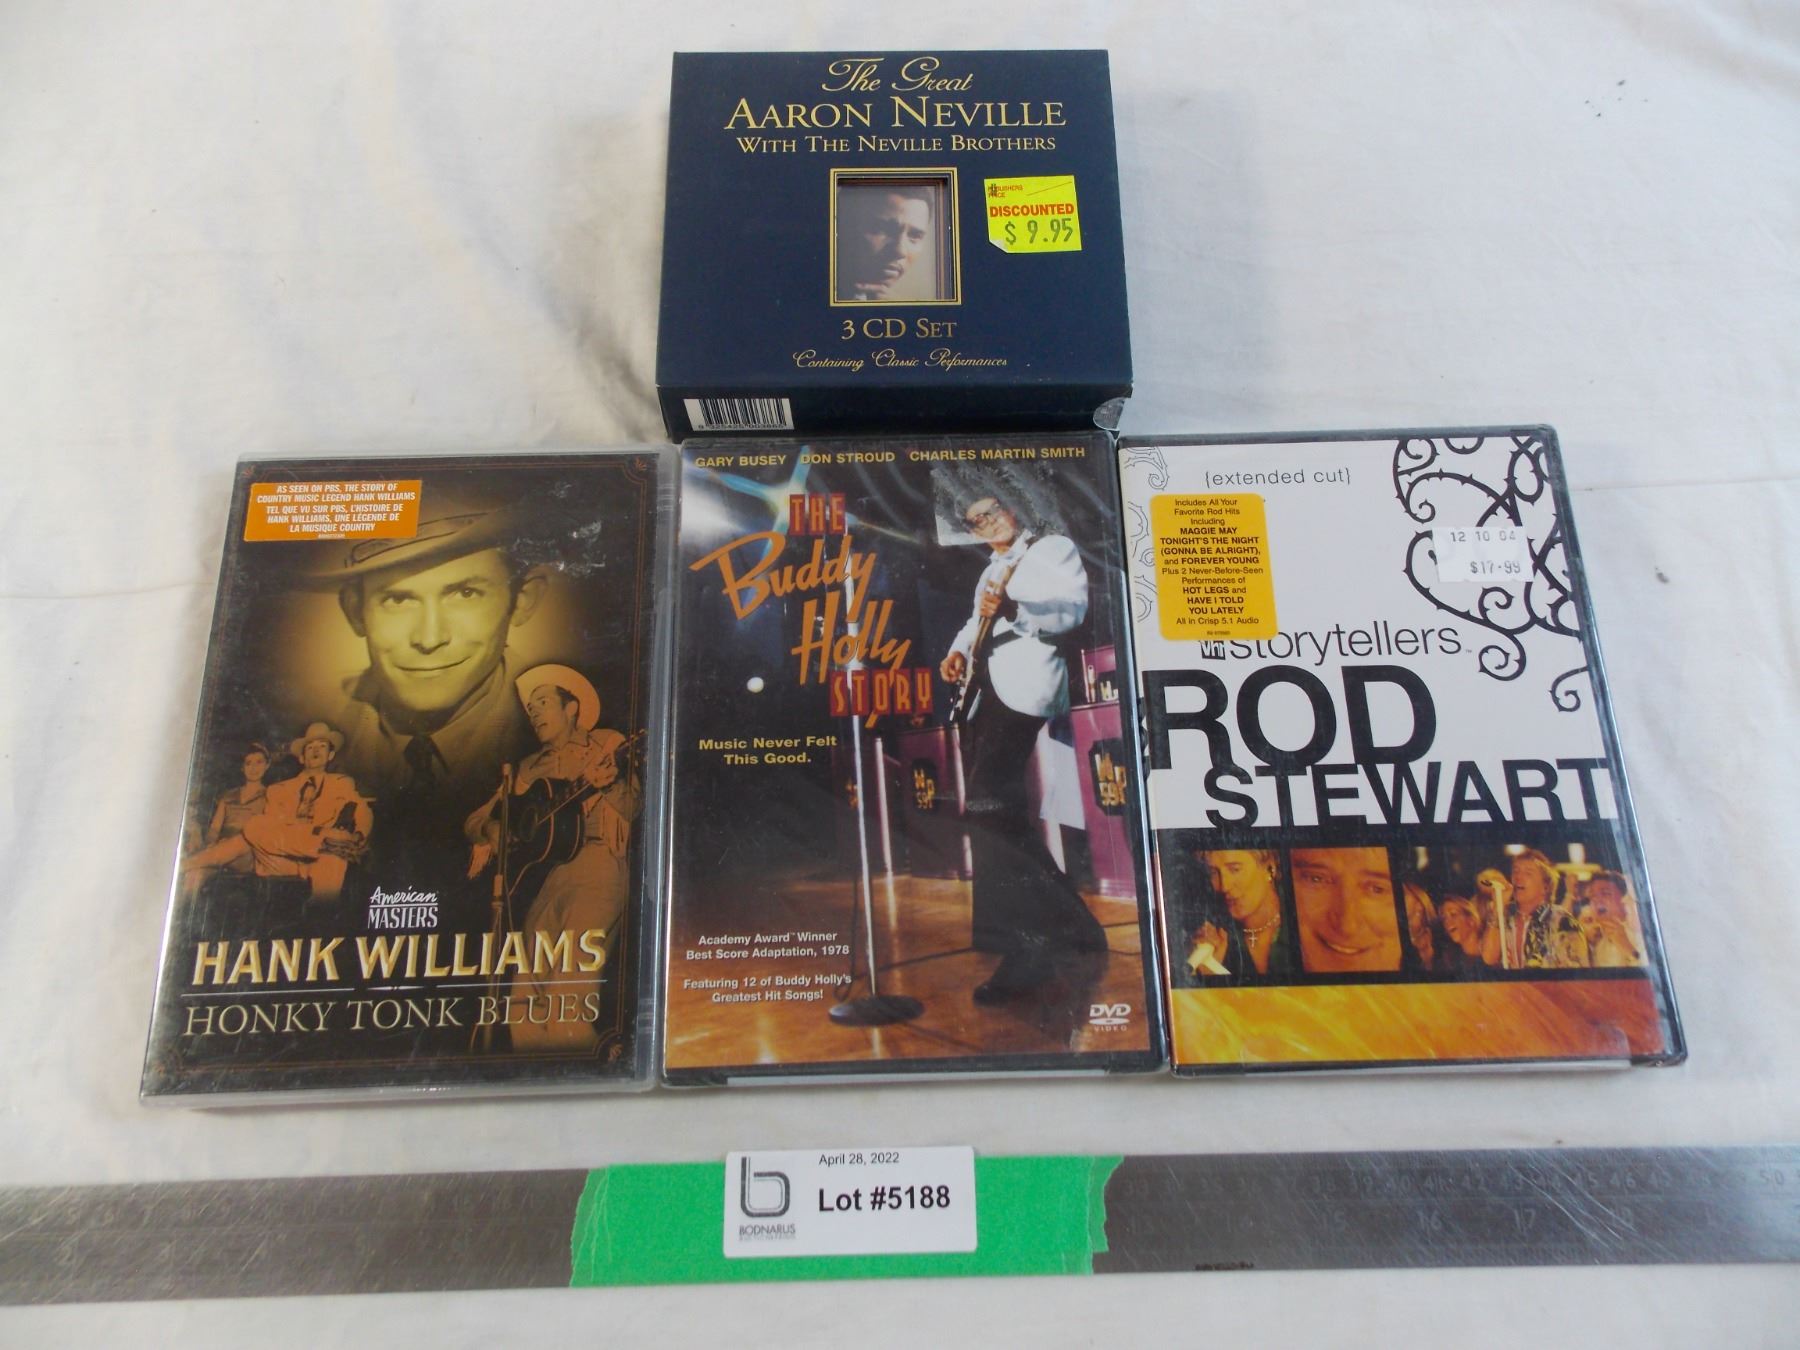 The Great
AARON NEVILLE
WITH THE NEVILLE BROTHERS
DISCOUNTED
$ 9.95
3 CD SET
Containing Classic Performances
9 325425 003665
AS SEEN ON PBS, THE STORY OF
COUNTRY MUSIC LEGEND HANK WILLIAMS
TEL QUE VU SUR PBS, L'HISTOIRE DE
HANK WILLIAMS, UNE LÉGENDE DE
LA MUSIQUE COUNTRY
American
MASTERS
HANK WILLIAMS
HONKY TONK BLUES
GARY BUSEY DON STROUD CHARLES MARTIN SMITH
THE
Buddy
Holly
STORY
Music Never Felt
This Good.
Academy Award™ Winner
Best Score Adaptation, 1978
Featuring 12 of Buddy Holly's
Greatest Hit Songs!
DVD
VIDEO
{extended cut}
Includes All Your
Favorite Rod Hits
Including
MAGGIE MAY
TONIGHT'S THE NIGHT
(GONNA BE ALRIGHT),
and FOREVER YOUNG
Plus 2 Never-Before-Seen
Performances of
HOT LEGS and
HAVE I TOLD
YOU LATELY
All in Crisp 5.1 Audio
12 10 04
$17.99
VH1 storytellers™
ROD
STEWART
April 28, 2022
Lot #5188
BODNARUS